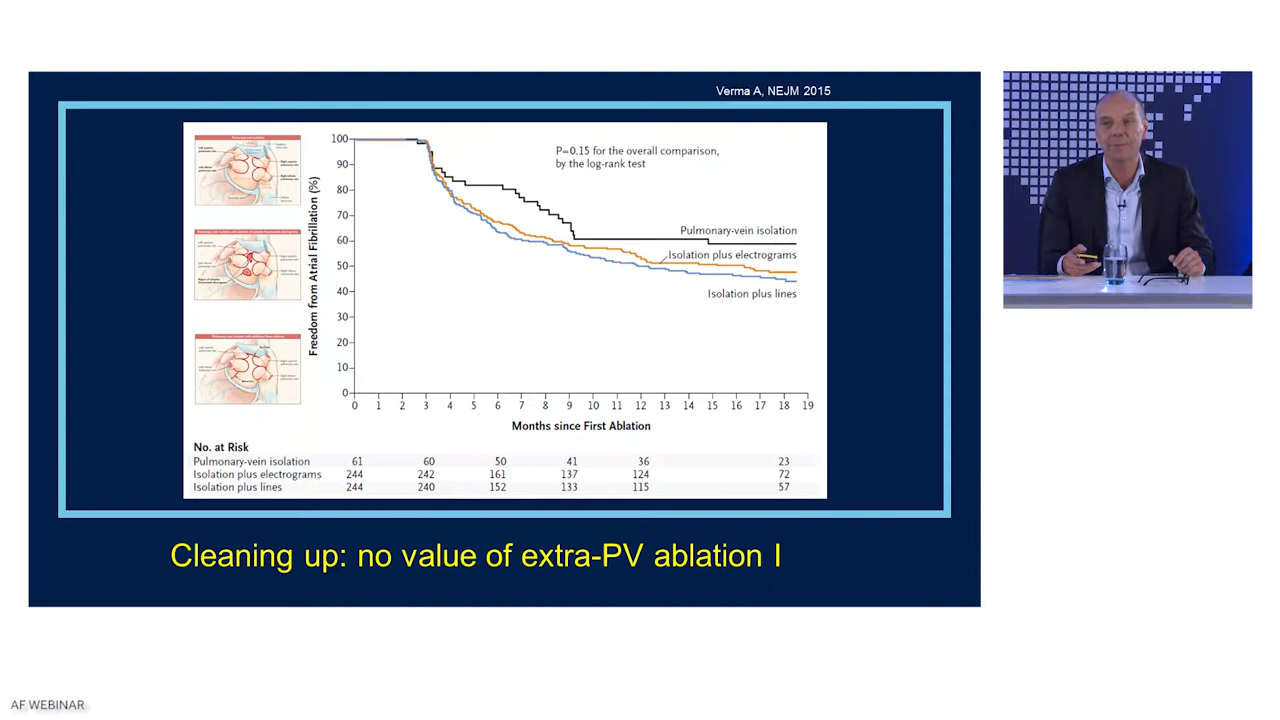 Verma A, NEJM 2015
Pulmonary-vein isolation
100
90
80
70
60
50
40
30
20
10
0
Freedom from Atrial Fibrillation (%)
P=0.15 for the overall comparison,
by the log-rank test
Pulmonary-vein isolation
Isolation plus electrograms
Isolation plus lines
0 1 2 3 4 5 6 7 8 9 10 11 12 13 14 15 16 17 18 19
Months since First Ablation
No. at Risk
Pulmonary-vein isolation 61 60 50 41 36 23
Isolation plus electrograms 244 242 161 137 124 72
Isolation plus lines 244 240 152 133 115 57
Cleaning up: no value of extra-PV ablation I
AF WEBINAR